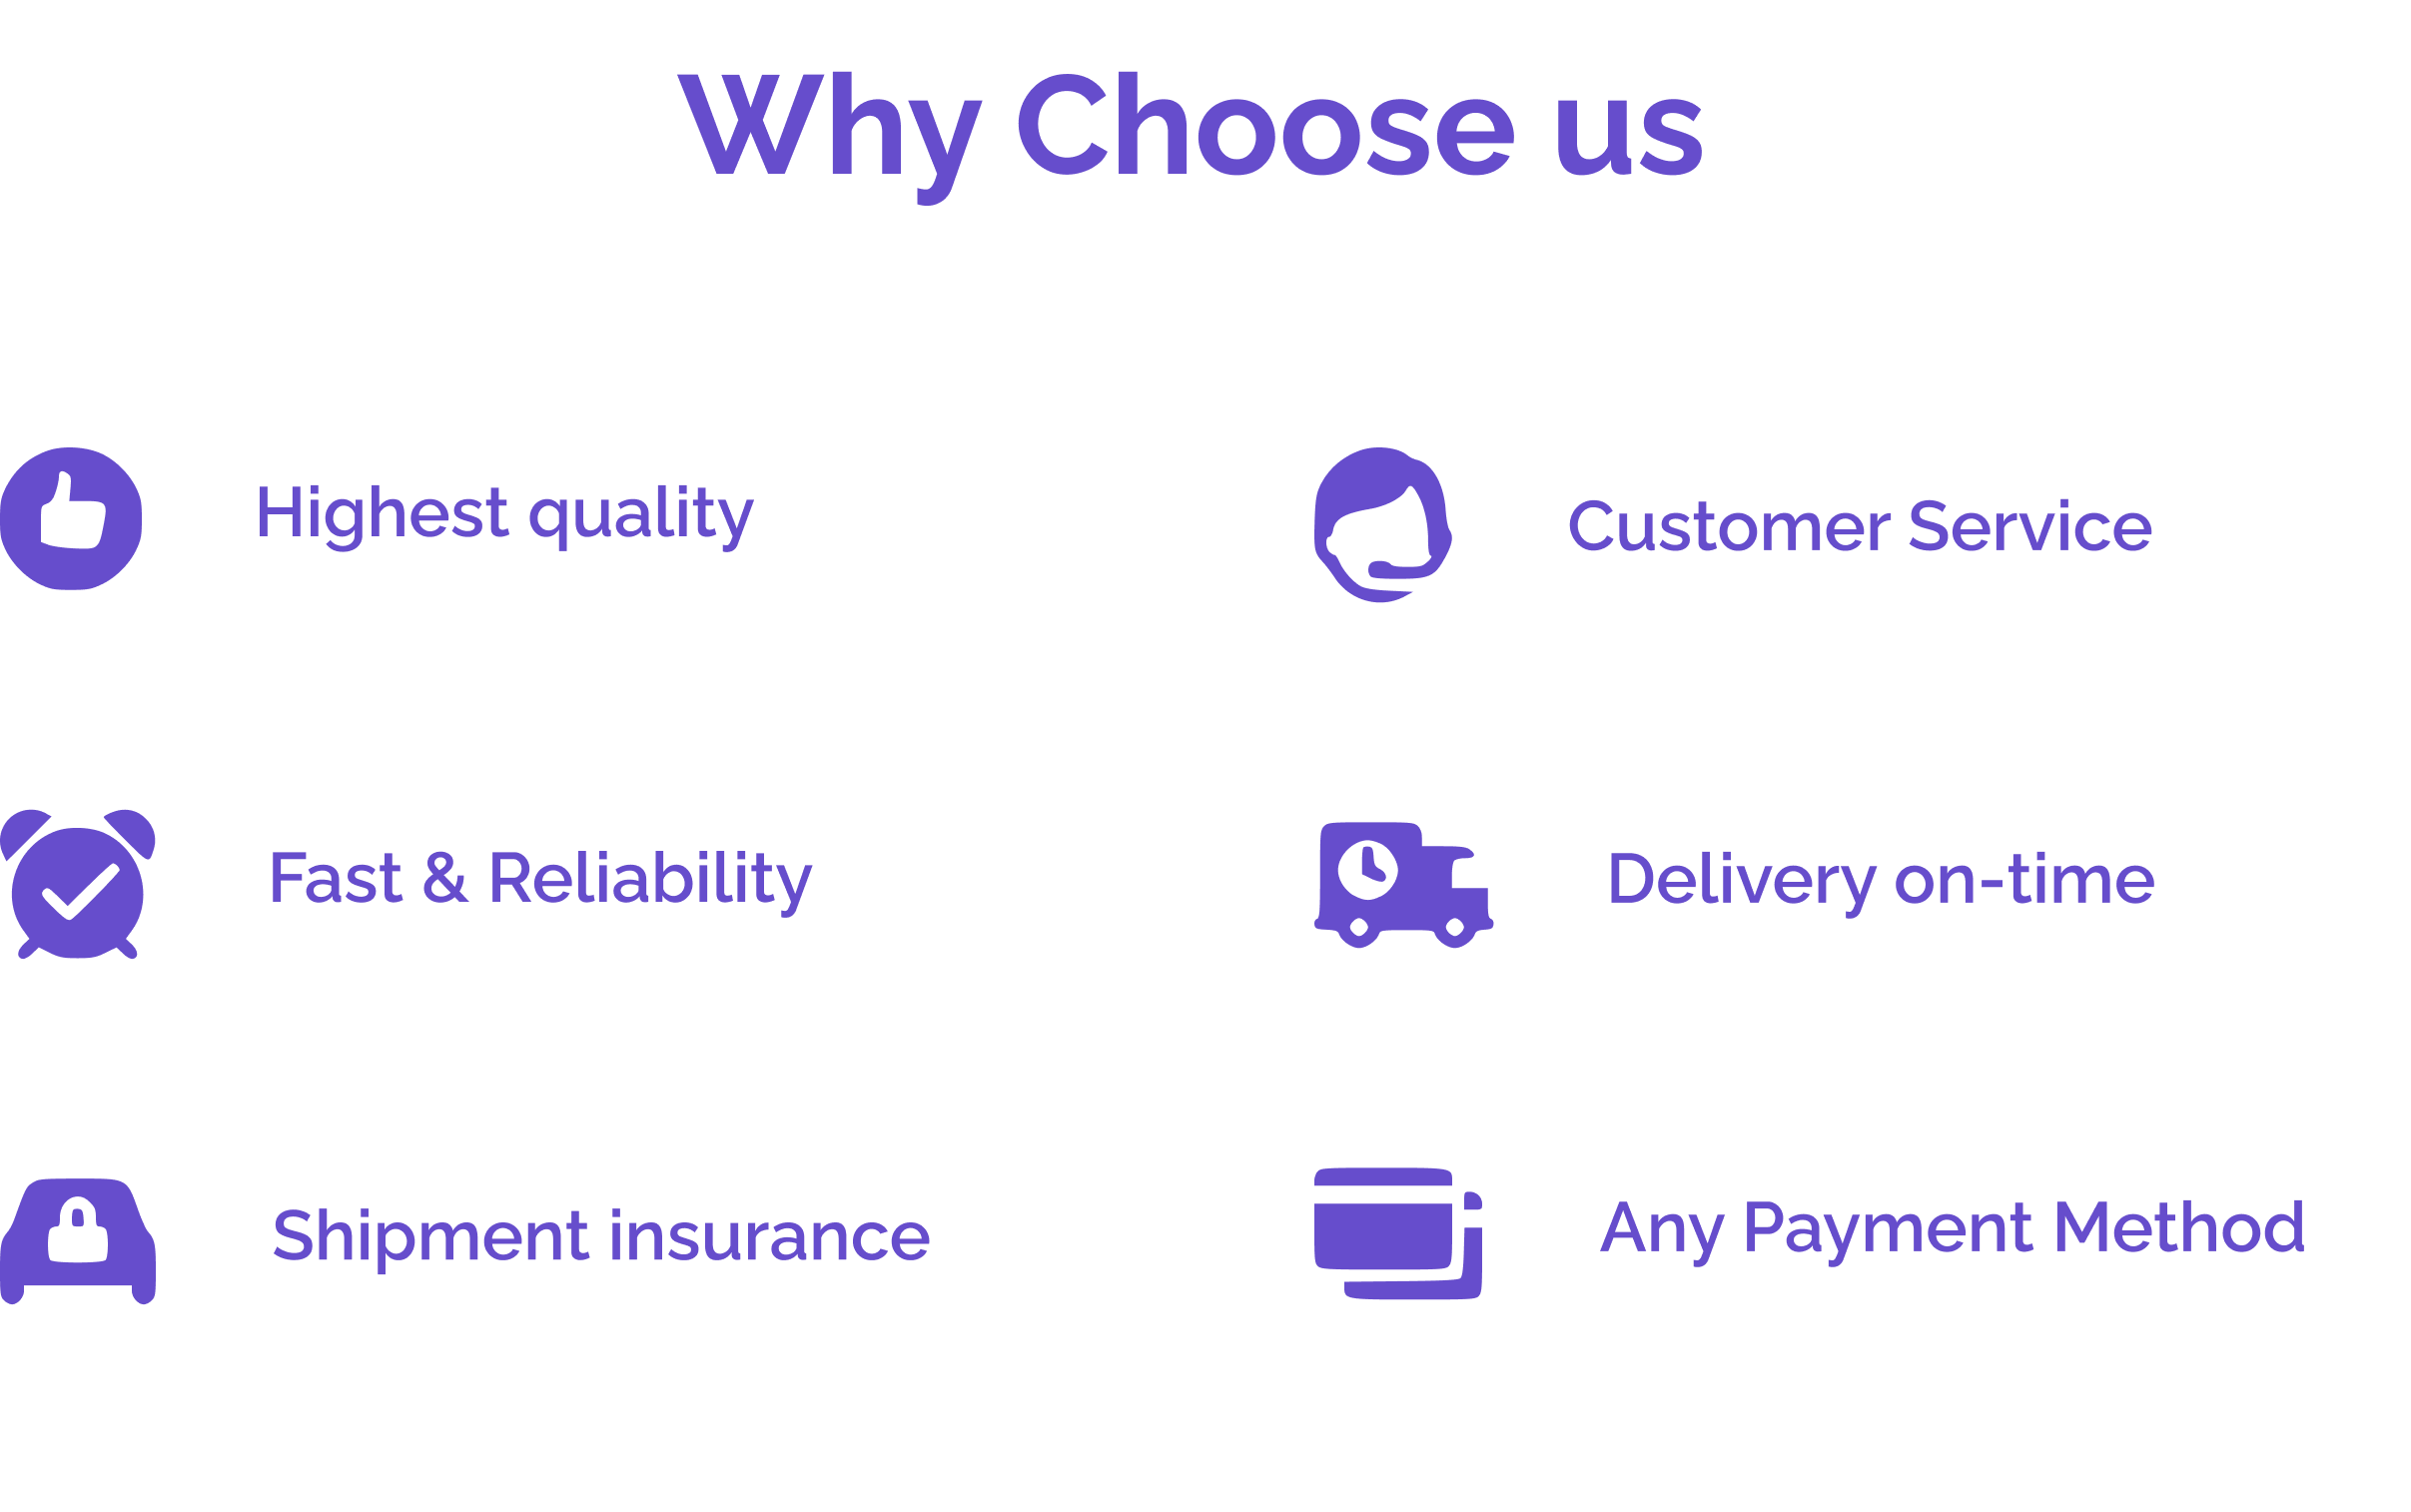 Why Choose us
Highest quality
Customer Service
Fast & Reliability
Delivery on-time
Shipment insurance
Any Payment Method